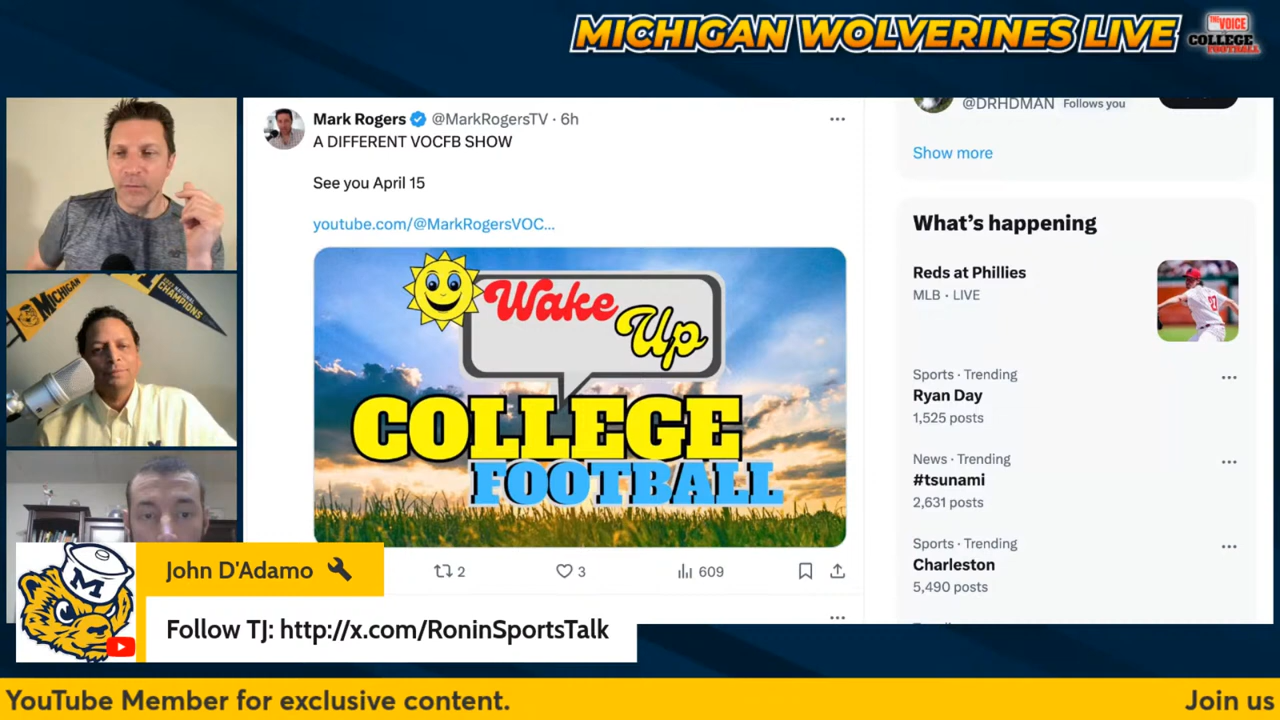 MICHIGAN WOLVERINES LIVE
THE VOICE
COLLEGE
FOOTBALL
MICHIGAN
CHAMPIONS
Mark Rogers @MarkRogersTV · 6h
A DIFFERENT VOCFB SHOW
See you April 15
youtube.com/@MarkRogersVOC...
Wake
Up
COLLEGE
FOOTBALL
2
3
609
@DRHDMAN Follows you
Show more
What's happening
Reds at Phillies
MLB · LIVE
Sports · Trending
Ryan Day
1,525 posts
News · Trending
#tsunami
2,631 posts
Sports · Trending
Charleston
5,490 posts
M
John D'Adamo
Follow TJ: http://x.com/RoninSportsTalk
YouTube Member for exclusive content.
Join us